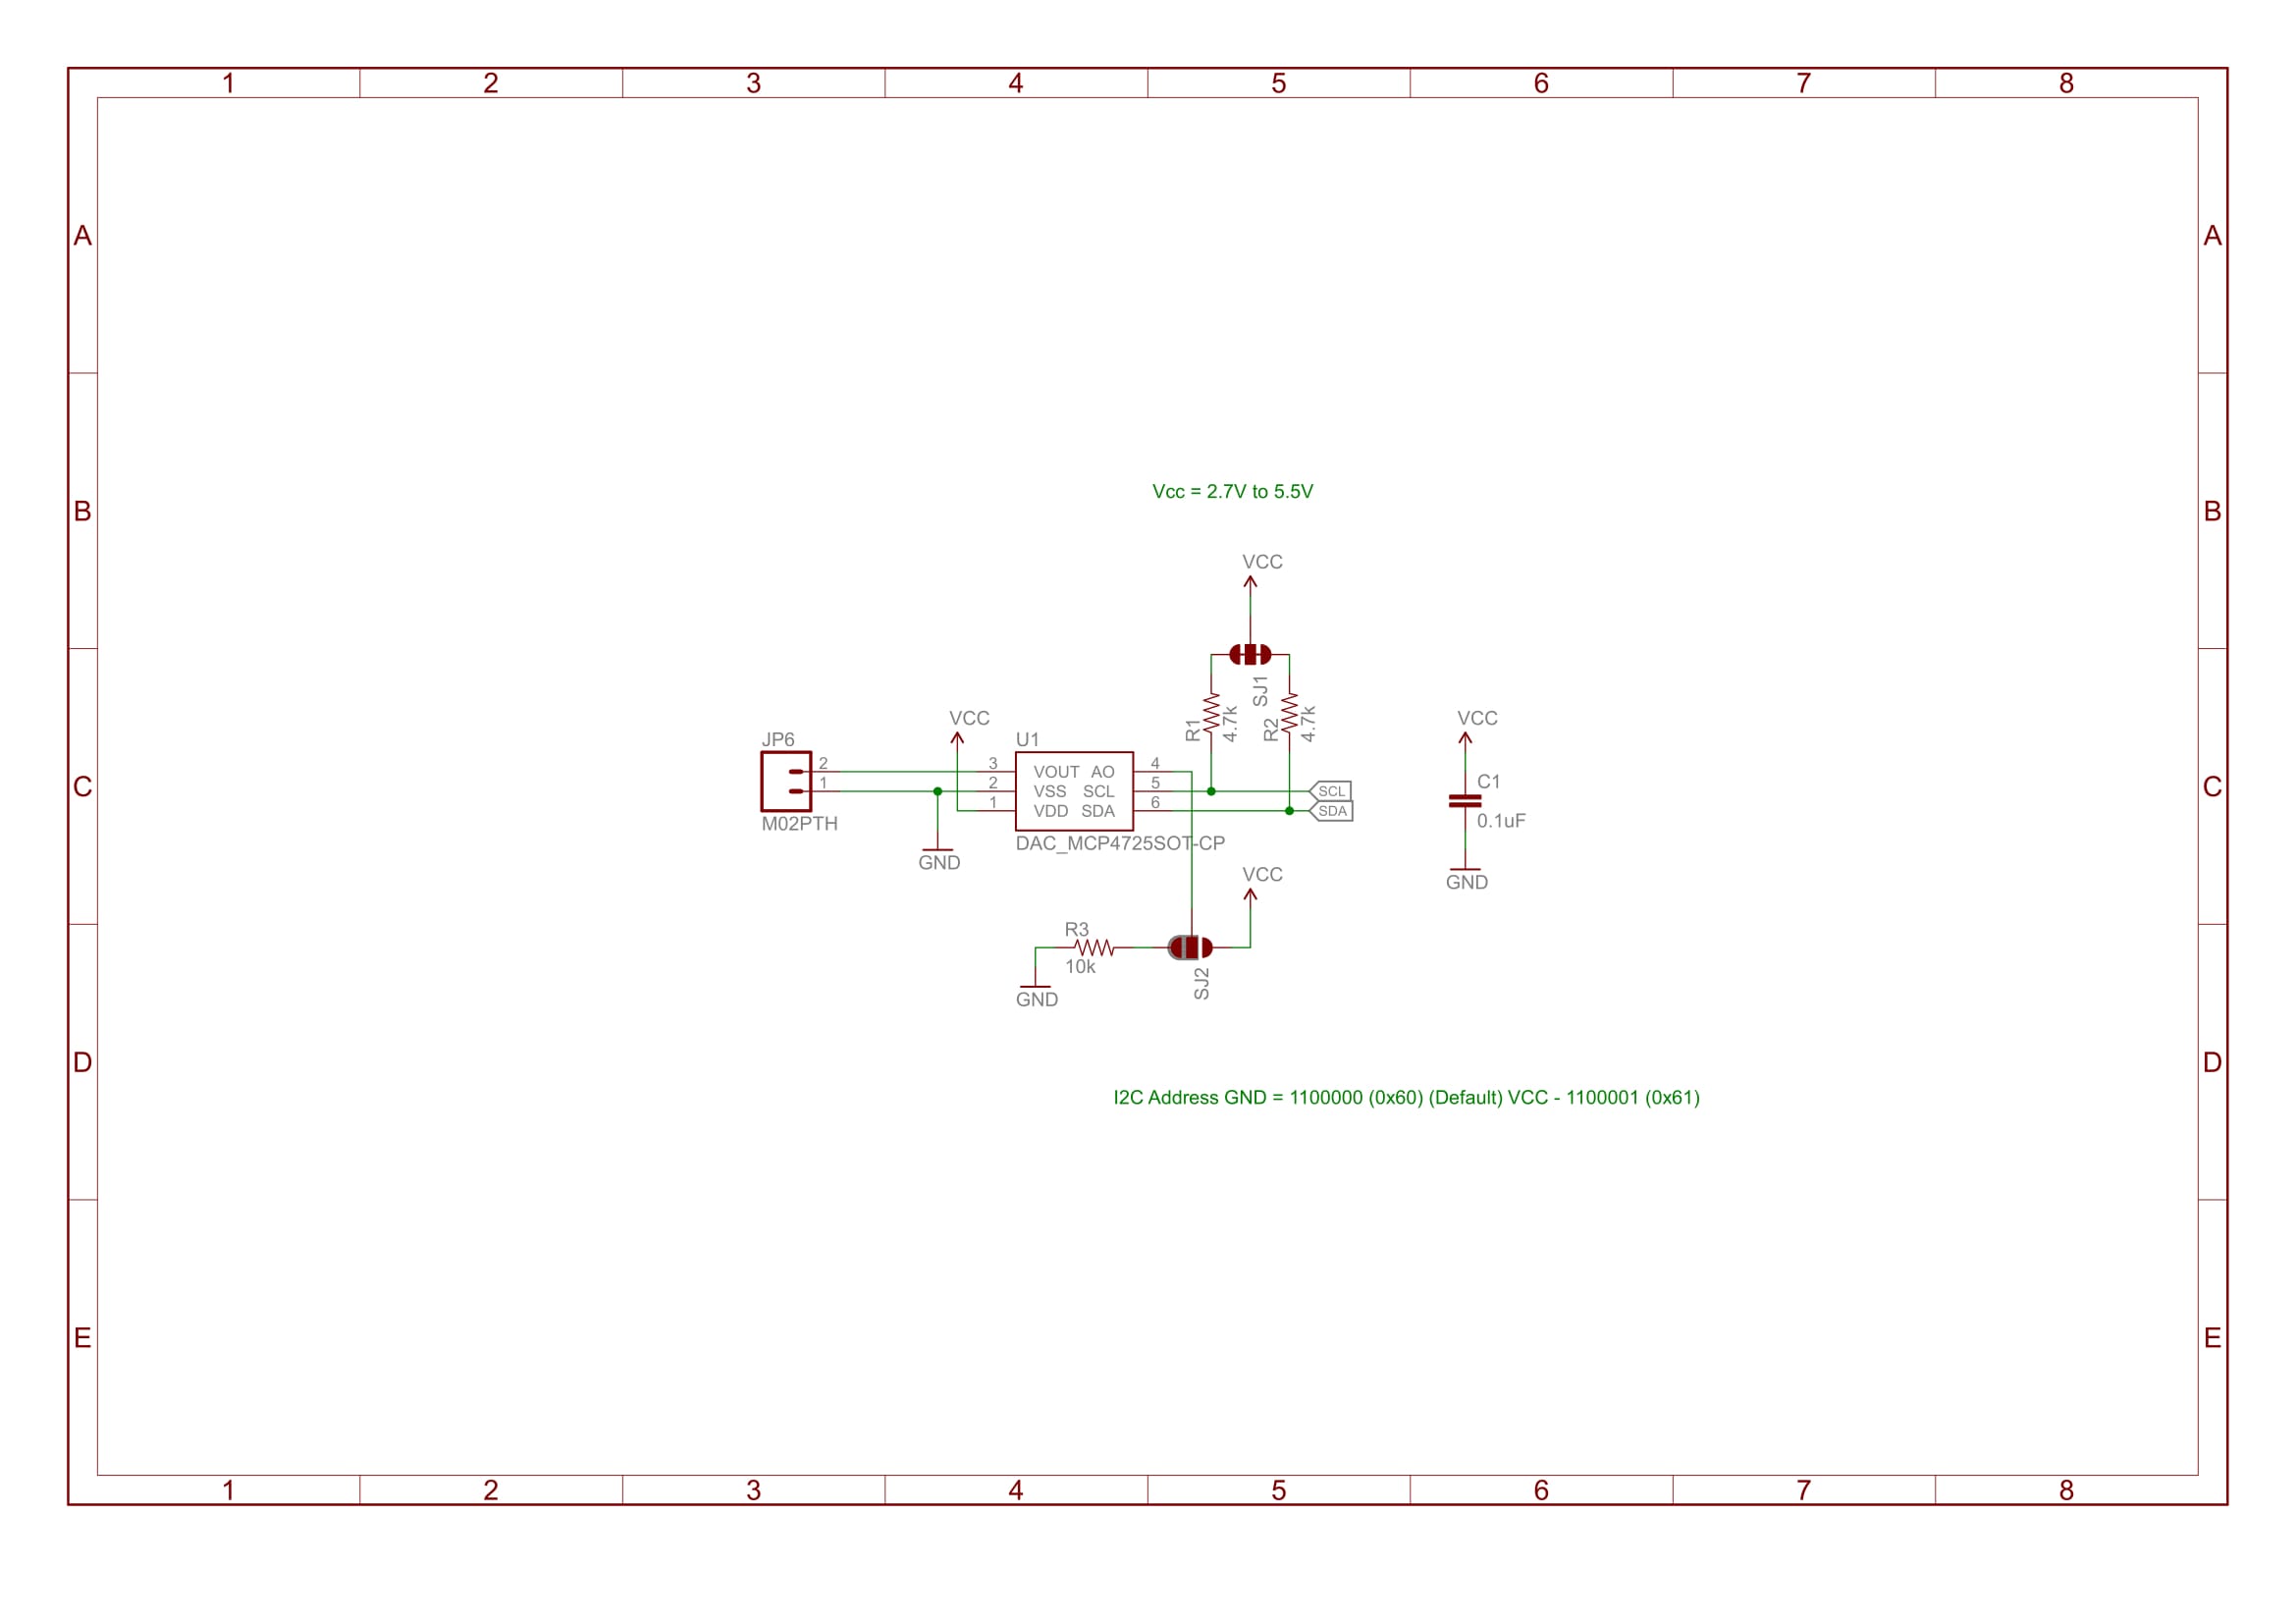 1 2 3 4 5 6 7 8
A A
B B
Vcc = 2.7V to 5.5V
VCC
SJ1
R1
4.7k
R2
4.7k
VCC
VCC
JP6
U1
2
1
M02PTH
3
2
1
VOUT AO
VSS SCL
VDD SDA
4
5
6
SCL
SDA
DAC_MCP4725SOT-CP
GND
C1
0.1uF
GND
C C
VCC
R3
10k
SJ2
GND
D D
I2C Address GND = 1100000 (0x60) (Default) VCC - 1100001 (0x61)
E E
1 2 3 4 5 6 7 8